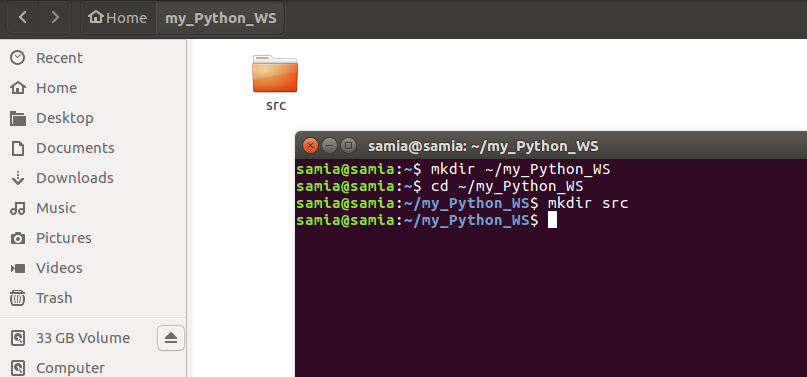 Home my_Python_WS
Recent
Home
Desktop
Documents
Downloads
Music
Pictures
Videos
Trash
33 GB Volume
Computer
src
samia@samia: ~/my_Python_WS
samia@samia:~$ mkdir ~/my_Python_WS
samia@samia:~$ cd ~/my_Python_WS
samia@samia:~/my_Python_WS$ mkdir src
samia@samia:~/my_Python_WS$